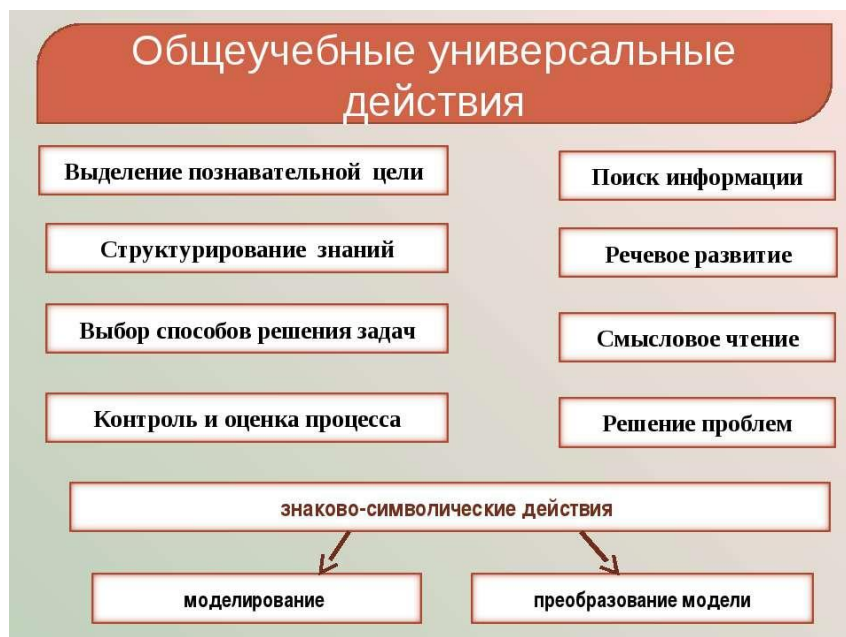 Общеучебные универсальные
действия
Выделение познавательной цели
Поиск информации
Структурирование знаний
Речевое развитие
Выбор способов решения задач
Смысловое чтение
Контроль и оценка процесса
Решение проблем
знаково-символические действия
моделирование
преобразование модели